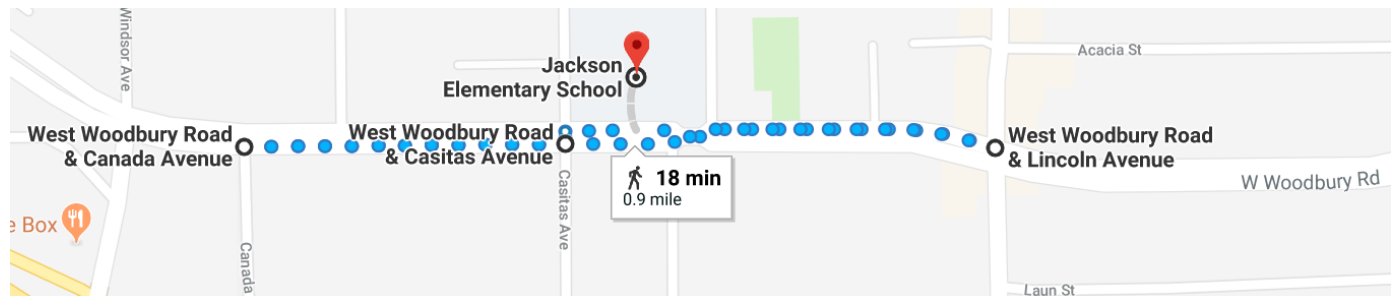 Windsor Ave
Acacia St
Jackson
Elementary School
West Woodbury Road
& Canada Avenue
West Woodbury Road
& Casitas Avenue
West Woodbury Road
& Lincoln Avenue
18 min
0.9 mile
W Woodbury Rd
Casitas Ave
e Box
Canada
Laun St